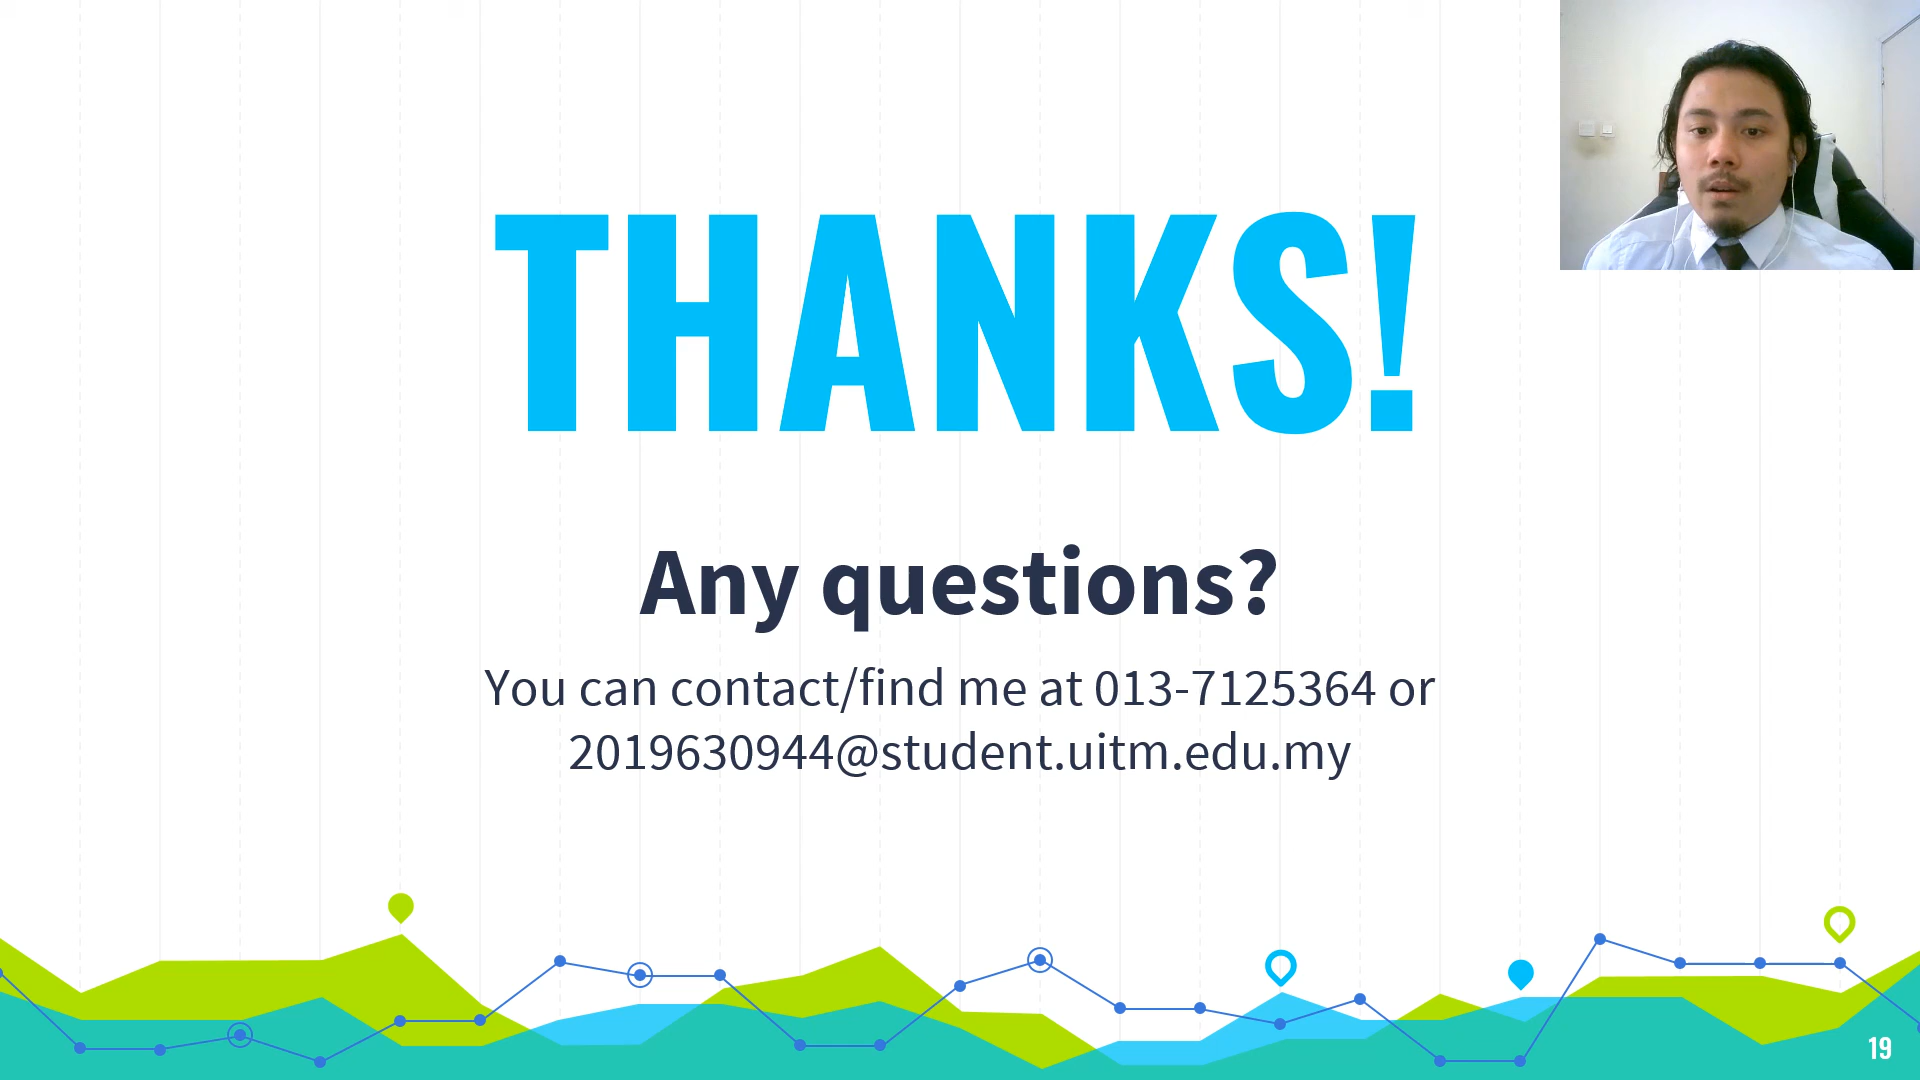 THANKS!
Any questions?
You can contact/find me at 013-7125364 or
2019630944@student.uitm.edu.my
19